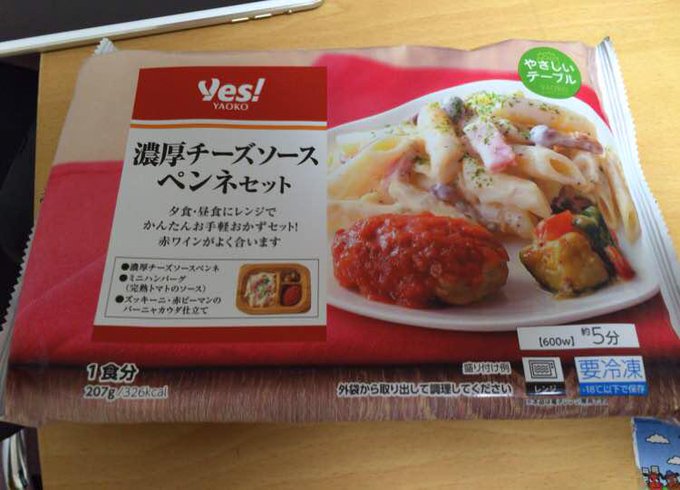 Yes!
YAOKO
濃厚チーズソース
ペンネセット
夕食・昼食にレンジで
かんたんお手軽おかずセット!
赤ワインがよく合います
●濃厚チーズソースペンネ
●ミニハンバーグ
(完熟トマトのソース)
●ズッキーニ・赤ピーマンの
バーニャカウダ仕立て
やさしい
テーブル
[600w] 約5分
1食分
207g/326kcal
盛り付け例
外袋から取り出して調理してください
レンジ
要冷凍
-18℃以下で保存